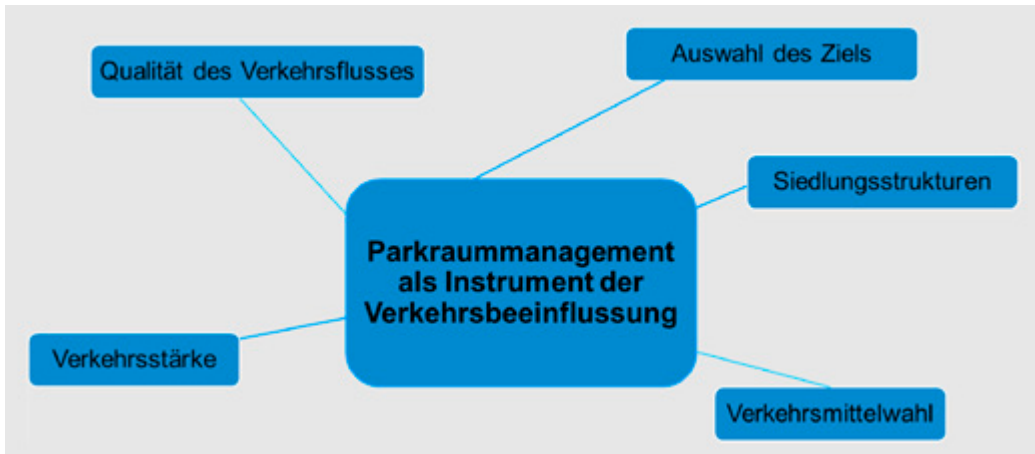 Qualität des Verkehrsflusses
Auswahl des Ziels
Siedlungsstrukturen
Parkraummanagement
als Instrument der
Verkehrsbeeinflussung
Verkehrsstärke
Verkehrsmittelwahl